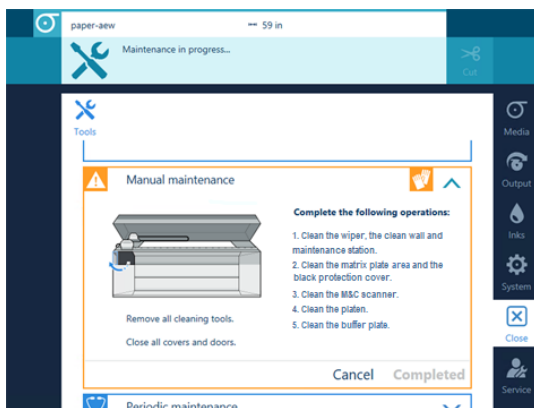 paper-aew
59 in
Maintenance in progress...
Cut
Tools
Media
Output
Inks
System
Close
Service
Manual maintenance
Complete the following operations:
1. Clean the wiper, the clean wall and
maintenance station.
2. Clean the matrix plate area and the
black protection cover.
3. Clean the M&C scanner.
4. Clean the platen.
5. Clean the buffer plate.
Remove all cleaning tools.
Close all covers and doors.
Cancel
Completed
Periodic maintenance